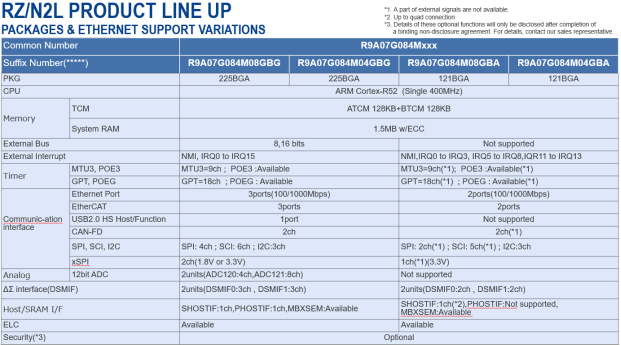 RZ/N2L PRODUCT LINE UP
PACKAGES & ETHERNET SUPPORT VARIATIONS
*1. A part of external signals are not available.
*2. Up to quad connection
*3. Details of these optional functions will only be disclosed after completion of
a binding non-disclosure agreement. For details, contact our sales representative.
Common Number R9A07G084Mxxx
Suffix Number(*****) R9A07G084M08GBG R9A07G084M04GBG R9A07G084M08GBA R9A07G084M04GBA
PKG 225BGA 225BGA 121BGA 121BGA
CPU ARM Cortex-R52 (Single 400MHz)
Memory TCM ATCM 128KB+BTCM 128KB
System RAM 1.5MB w/ECC
External Bus 8,16 bits Not supported
External Interrupt NMI, IRQ0 to IRQ15 NMI,IRQ0 to IRQ3, IRQ5 to IRQ8,IQR11 to IRQ13
Timer MTU3, POE3 MTU3=9ch ; POE3 :Available MTU3=9ch(*1); POE3 :Available(*1)
GPT, POEG GPT=18ch ; POEG : Available GPT=18ch(*1) ; POEG : Available(*1)
Communic-ation
interface
Ethernet Port 3ports(100/1000Mbps) 2ports(100/1000Mbps)
EtherCAT 3ports 2ports
USB2.0 HS Host/Function 1port Not supported
CAN-FD 2ch 2ch(*1)
SPI, SCI, I2C SPI: 4ch ; SCI: 6ch ; I2C:3ch SPI: 2ch(*1) ; SCI: 5ch(*1) ; I2C:3ch
xSPI 2ch(1.8V or 3.3V) 1ch(*1)(3.3V)
Analog 12bit ADC 2units(ADC120:4ch,ADC121:8ch) Not supported
ΔΣ interface(DSMIF) 2units(DSMIF0:3ch , DSMIF1:3ch) 2units(DSMIF0:2ch , DSMIF1:2ch)
Host/SRAM I/F SHOSTIF:1ch,PHOSTIF:1ch,MBXSEM:Available SHOSTIF:1ch(*2),PHOSTIF:Not supported,
MBXSEM:Available
ELC Available Available
Security(*3) Optional